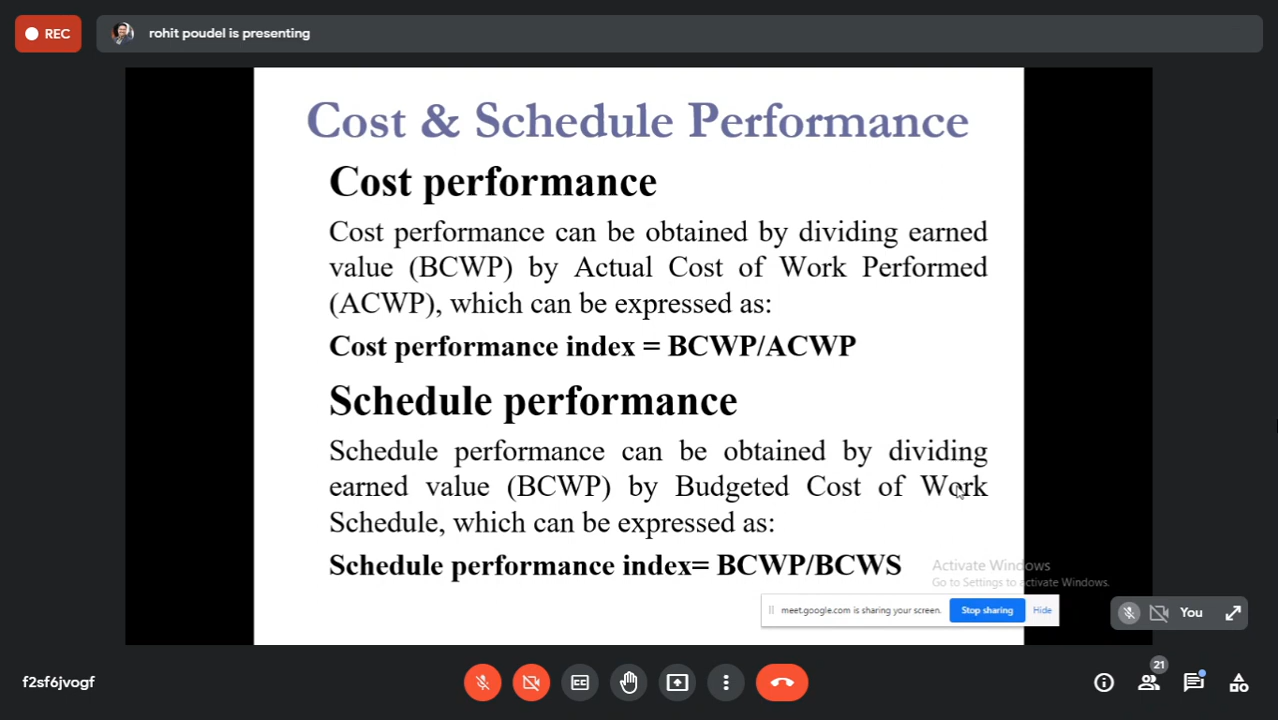 REC
rohit poudel is presenting
Cost & Schedule Performance
Cost performance
Cost performance can be obtained by dividing earned
value (BCWP) by Actual Cost of Work Performed
(ACWP), which can be expressed as:
Cost performance index = BCWP/ACWP
Schedule performance
Schedule performance can be obtained by dividing
earned value (BCWP) by Budgeted Cost of Work
Schedule, which can be expressed as:
Schedule performance index= BCWP/BCWS
Activate Windows
Go to Settings to activate Windows.
meet.google.com is sharing your screen.
Stop sharing
Hide
You
f2sf6jvogf
CC
21